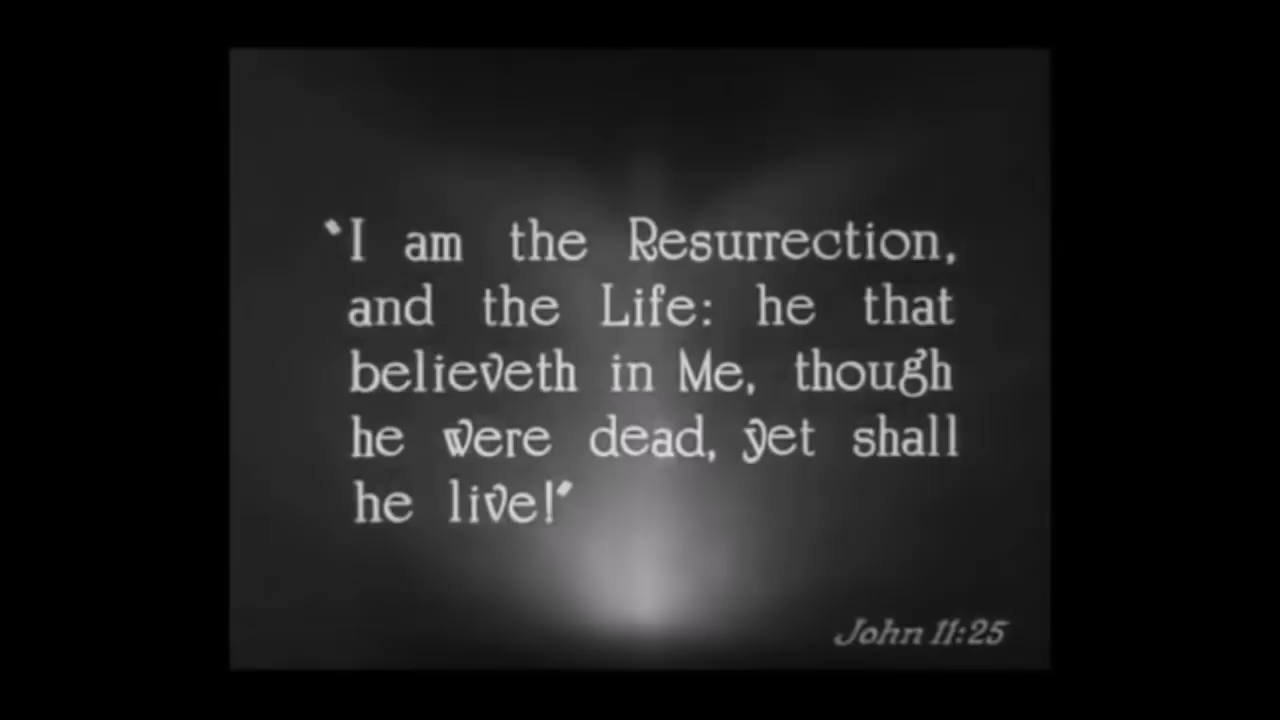 "I am the Resurrection,
and the Life: he that
believeth in Me, though
he were dead, yet shall
he live!"
John 11:25